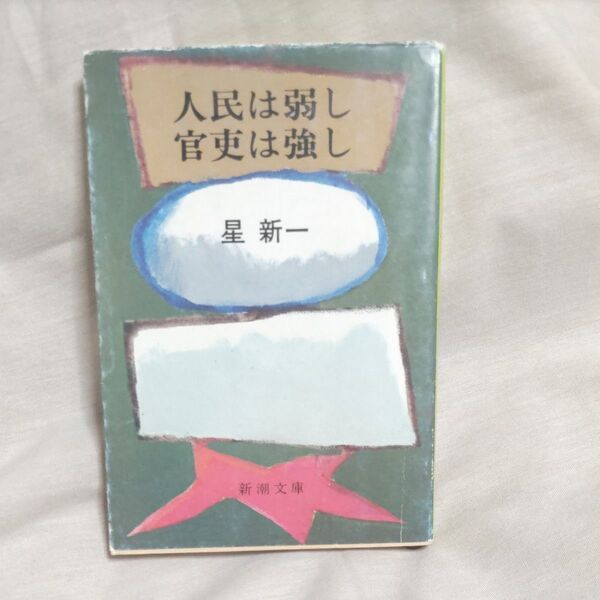 人民は弱し
官吏は強し
星 新一
新潮文庫